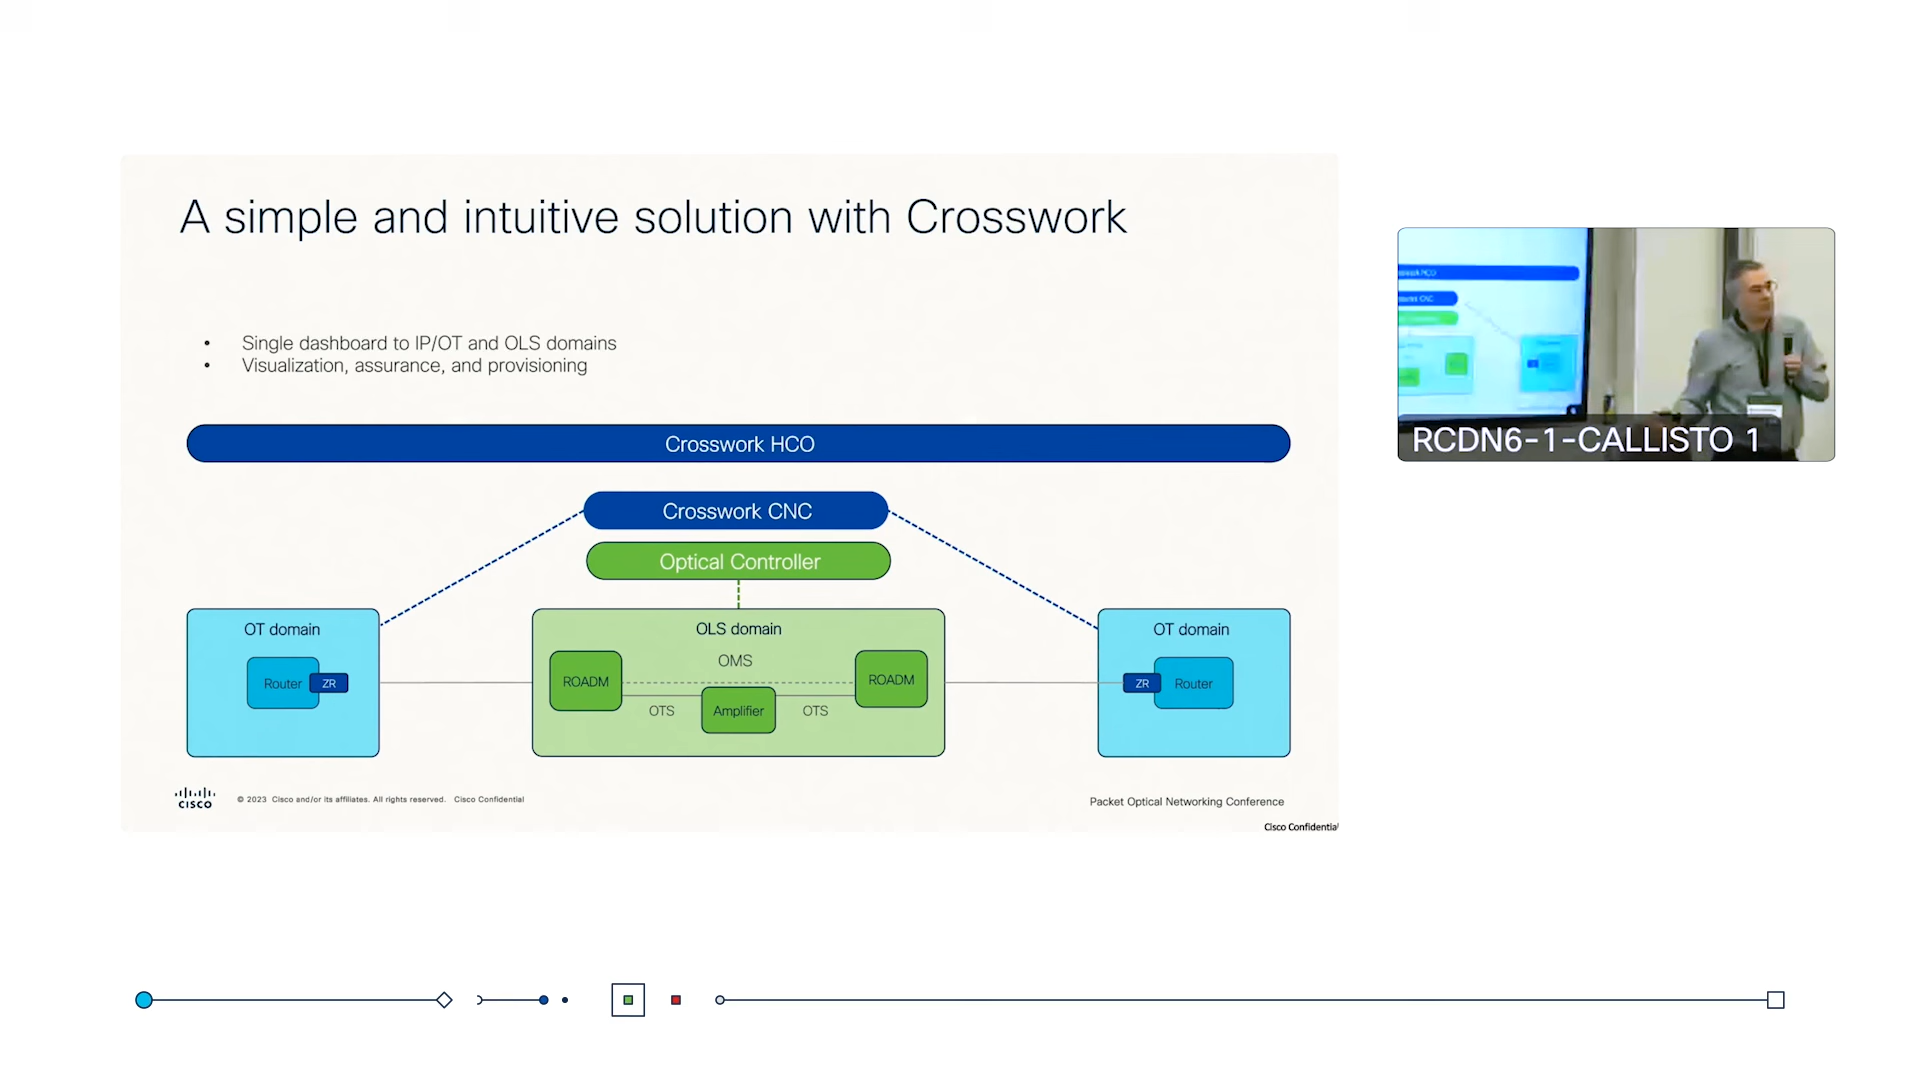 A simple and intuitive solution with Crosswork
• Single dashboard to IP/OT and OLS domains
• Visualization, assurance, and provisioning
Crosswork HCO
Crosswork CNC
Optical Controller
OT domain
Router
ZR
OLS domain
OMS
ROADM
ROADM
OTS
Amplifier
OTS
OT domain
ZR
Router
CISCO
© 2023 Cisco and/or its affiliates. All rights reserved. Cisco Confidential
Packet Optical Networking Conference
Cisco Confidential
RCDN6-1-CALLISTO 1